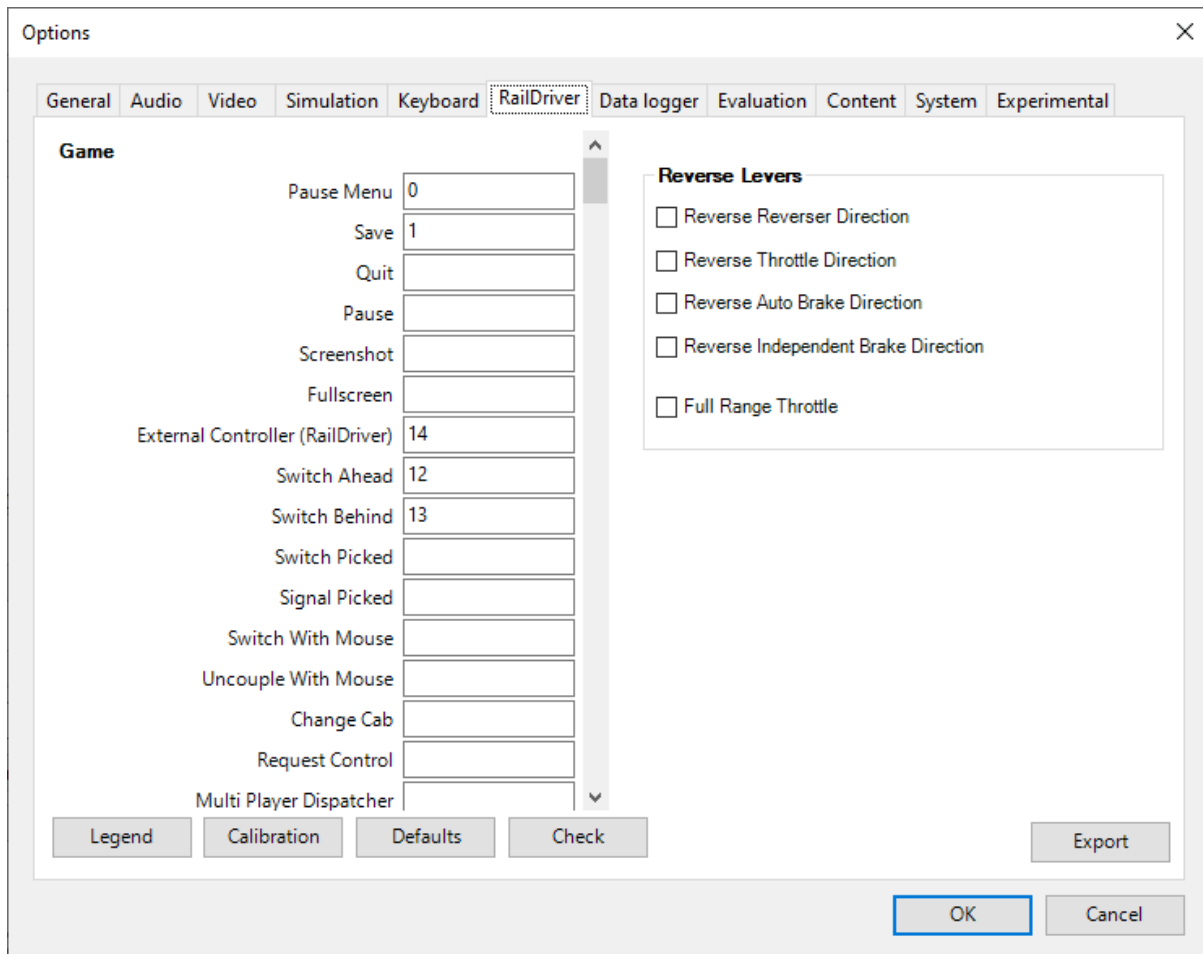 Options
General Audio Video Simulation Keyboard RailDriver Data logger Evaluation Content System Experimental
Game
Pause Menu 0
Save 1
Quit
Pause
Screenshot
Fullscreen
External Controller (RailDriver) 14
Switch Ahead 12
Switch Behind 13
Switch Picked
Signal Picked
Switch With Mouse
Uncouple With Mouse
Change Cab
Request Control
Multi Player Dispatcher
Reverse Levers
Reverse Reverser Direction
Reverse Throttle Direction
Reverse Auto Brake Direction
Reverse Independent Brake Direction
Full Range Throttle
Legend Calibration Defaults Check Export
OK Cancel